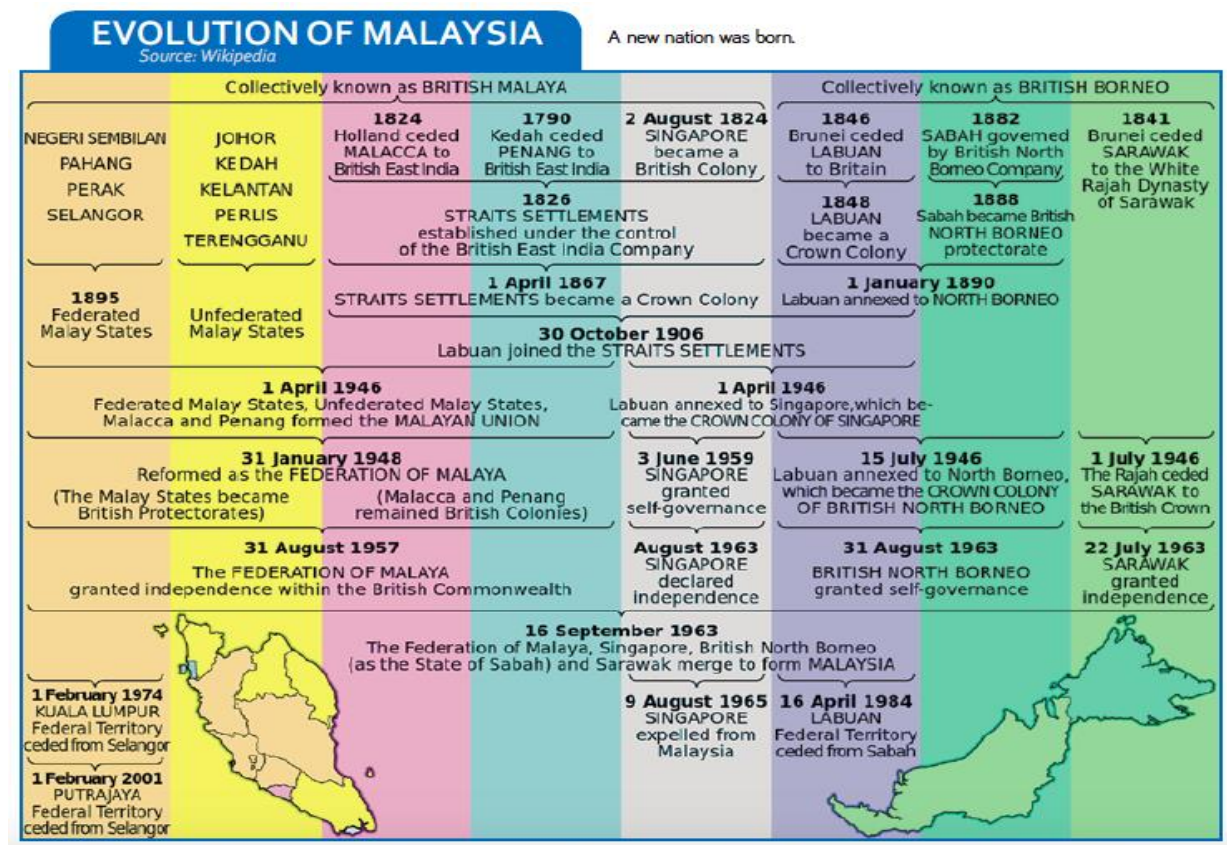 EVOLUTION OF MALAYSIA
Source: Wikipedia
A new nation was born.
Collectively known as BRITISH MALAYA
Collectively known as BRITISH BORNEO
NEGERI SEMBILAN
PAHANG
PERAK
SELANGOR
JOHOR
KEDAH
KELANTAN
PERLIS
TERENGGANU
1824
Holland ceded
MALACCA to
British East India
1790
Kedah ceded
PENANG to
British East India
2 August 1824
SINGAPORE
became a
British Colony
1846
Brunei ceded
LABUAN
to Britain
1882
SABAH governed
by British North
Borneo Company
1841
Brunei ceded
SARAWAK
to the White
Rajah Dynasty
of Sarawak
1826
STRAITS SETTLEMENTS
established under the control
of the British East India Company
1848
LABUAN
became a
Crown Colony
1888
Sabah became British
NORTH BORNEO
protectorate
1895
Federated
Malay States
Unfederated
Malay States
1 April 1867
STRAITS SETTLEMENTS became a Crown Colony
1 January 1890
Labuan annexed to NORTH BORNEO
30 October 1906
Labuan joined the STRAITS SETTLEMENTS
1 April 1946
Federated Malay States, Unfederated Malay States,
Malacca and Penang formed the MALAYAN UNION
1 April 1946
Labuan annexed to Singapore,which be-
came the CROWN COLONY OF SINGAPORE
31 January 1948
Reformed as the FEDERATION OF MALAYA
(The Malay States became
British Protectorates)
(Malacca and Penang
remained British Colonies)
3 June 1959
SINGAPORE
granted
self-governance
15 July 1946
Labuan annexed to North Borneo,
which became the CROWN COLONY
OF BRITISH NORTH BORNEO
1 July 1946
The Rajah ceded
SARAWAK to
the British Crown
31 August 1957
The FEDERATION OF MALAYA
granted independence within the British Commonwealth
August 1963
SINGAPORE
declared
independence
31 August 1963
BRITISH NORTH BORNEO
granted self-governance
22 July 1963
SARAWAK
granted
independence
16 September 1963
The Federation of Malaya, Singapore, British North Borneo
(as the State of Sabah) and Sarawak merge to form MALAYSIA
1 February 1974
KUALA LUMPUR
Federal Territory
ceded from Selangor
9 August 1965
SINGAPORE
expelled from
Malaysia
16 April 1984
LABUAN
Federal Territory
ceded from Sabah
1 February 2001
PUTRAJAYA
Federal Territory
ceded from Selangor